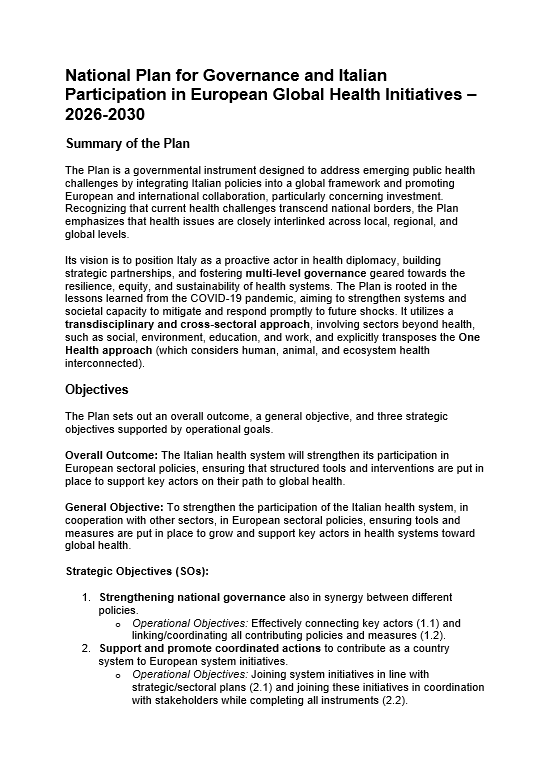 National Plan for Governance and Italian
Participation in European Global Health Initiatives –
2026-2030
Summary of the Plan
The Plan is a governmental instrument designed to address emerging public health
challenges by integrating Italian policies into a global framework and promoting
European and international collaboration, particularly concerning investment.
Recognizing that current health challenges transcend national borders, the Plan
emphasizes that health issues are closely interlinked across local, regional, and
global levels.
Its vision is to position Italy as a proactive actor in health diplomacy, building
strategic partnerships, and fostering multi-level governance geared towards the
resilience, equity, and sustainability of health systems. The Plan is rooted in the
lessons learned from the COVID-19 pandemic, aiming to strengthen systems and
societal capacity to mitigate and respond promptly to future shocks. It utilizes a
transdisciplinary and cross-sectoral approach, involving sectors beyond health,
such as social, environment, education, and work, and explicitly transposes the One
Health approach (which considers human, animal, and ecosystem health
interconnected).
Objectives
The Plan sets out an overall outcome, a general objective, and three strategic
objectives supported by operational goals.
Overall Outcome: The Italian health system will strengthen its participation in
European sectoral policies, ensuring that structured tools and interventions are put in
place to support key actors on their path to global health.
General Objective: To strengthen the participation of the Italian health system, in
cooperation with other sectors, in European sectoral policies, ensuring tools and
measures are put in place to grow and support key actors in health systems toward
global health.
Strategic Objectives (SOs):
1. Strengthening national governance also in synergy between different
policies.
o Operational Objectives: Effectively connecting key actors (1.1) and
linking/coordinating all contributing policies and measures (1.2).
2. Support and promote coordinated actions to contribute as a country
system to European system initiatives.
o Operational Objectives: Joining system initiatives in line with
strategic/sectoral plans (2.1) and joining these initiatives in coordination
with stakeholders while completing all instruments (2.2).